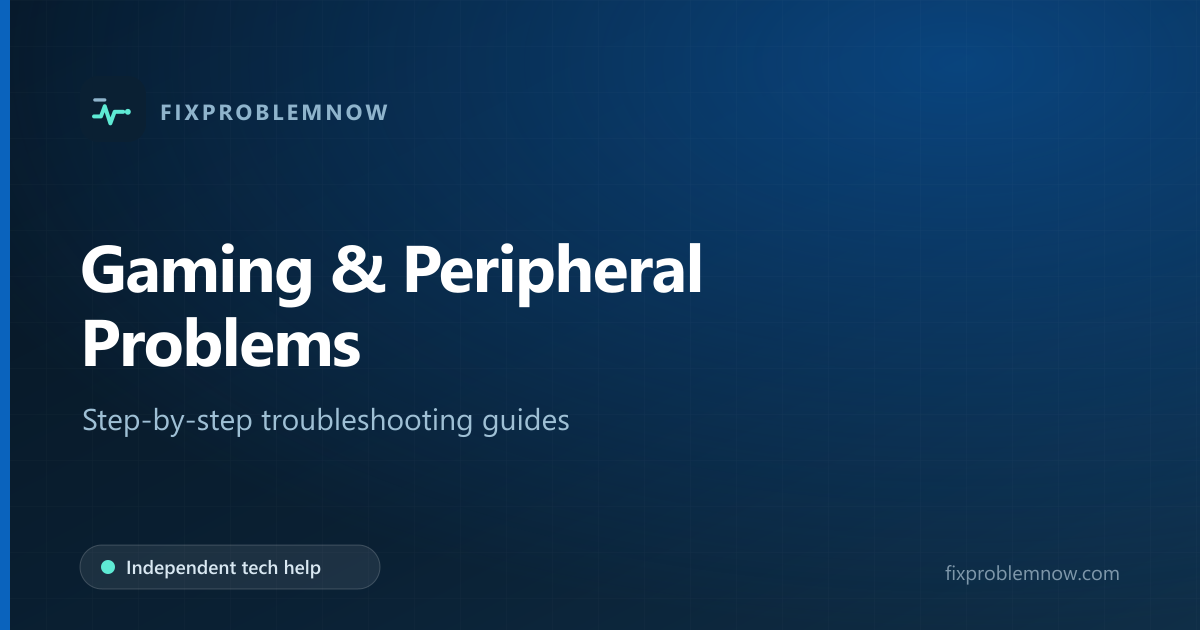 FIXPROBLEMNOW
Gaming & Peripheral
Problems
Step-by-step troubleshooting guides
Independent tech help
fixproblemnow.com